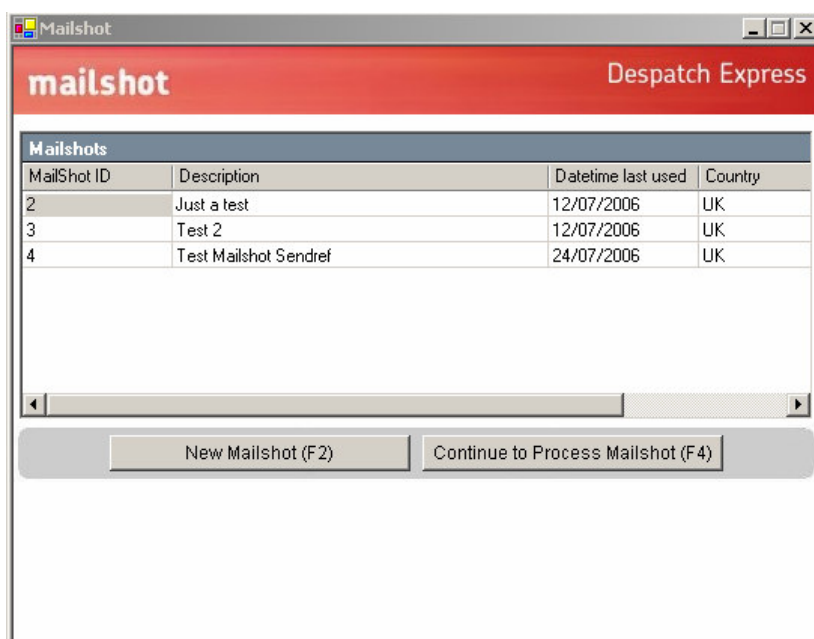 Mailshot
mailshot Despatch Express
Mailshots
MailShot ID Description Datetime last used Country
2 Just a test 12/07/2006 UK
3 Test 2 12/07/2006 UK
4 Test Mailshot Sendref 24/07/2006 UK
New Mailshot (F2) Continue to Process Mailshot (F4)